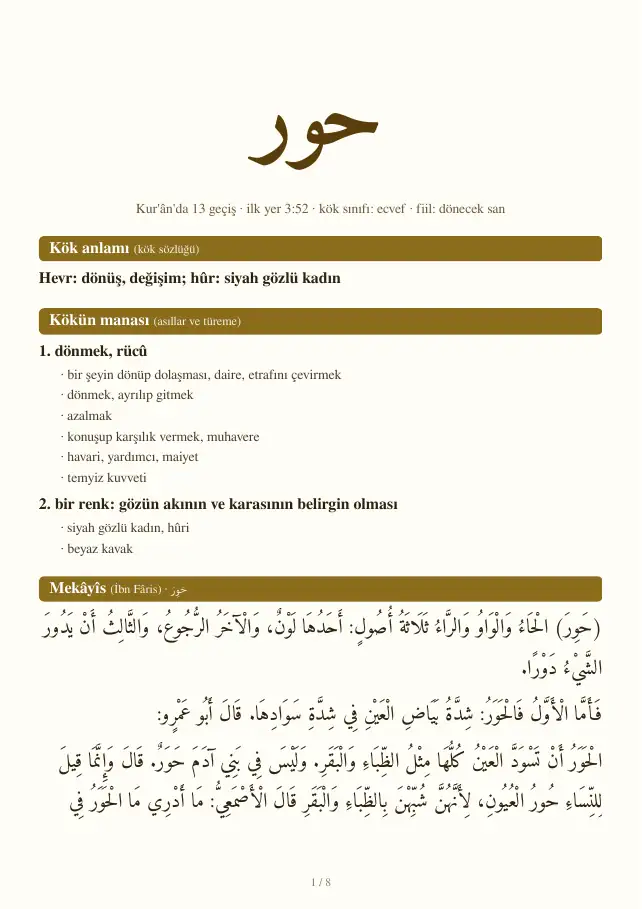 حور
Kur'ân'da 13 geçiş · ilk yer 3:52 · kök sınıfı: ecvef · fiil: dönecek san
Kök anlamı (kök sözlüğü)
Hevr: dönüş, değişim; hûr: siyah gözlü kadın
Kökün manası (asıllar ve türeme)
1. dönmek, rücû
· bir şeyin dönüp dolaşması, daire, etrafını çevirmek
· dönmek, ayrılıp gitmek
· azalmak
· konuşup karşılık vermek, muhavere
· havari, yardımcı, maiyet
· temyiz kuvveti
2. bir renk: gözün akının ve karasının belirgin olması
· siyah gözlü kadın, hûri
· beyaz kavak
Mekâyîs (İbn Fâris) · حَوِرَ
(حَوِرَ) الْحَاءُ وَالْوَاوُ وَالرَّاءُ ثَلَاثَةُ أُصُولٍ: أَحَدُهَا لَوْنٌ، وَالْآخَرُ الرُّجُوعُ، وَالثَّالِثُ أَنْ يَدُورَ
الشَّيْءُ دَوْرًا.
فَأَمَّا الْأَوَّلُ فَالْحَوَرُ: شِدَّةُ بَيَاضِ الْعَيْنِ فِي شِدَّةِ سَوَادِهَا. قَالَ أَبُو عَمْرٍو:
الْحَوَرُ أَنْ تَسْوَدَّ الْعَيْنُ كُلُّهَا مِثْلُ الظِّبَاءِ وَالْبَقَرِ. وَلَيْسَ فِي بَنِي آدَمَ حَوَرٌ. قَالَ وَإِنَّمَا قِيلَ
لِلنِّسَاءِ حُورُ الْعُيُونِ، لِأَنَّهُنَّ شُبِّهْنَ بِالظِّبَاءِ وَالْبَقَرِ قَالَ الْأَصْمَعِيُّ: مَا أَدْرِي مَا الْحَوَرُ فِي
1 / 8